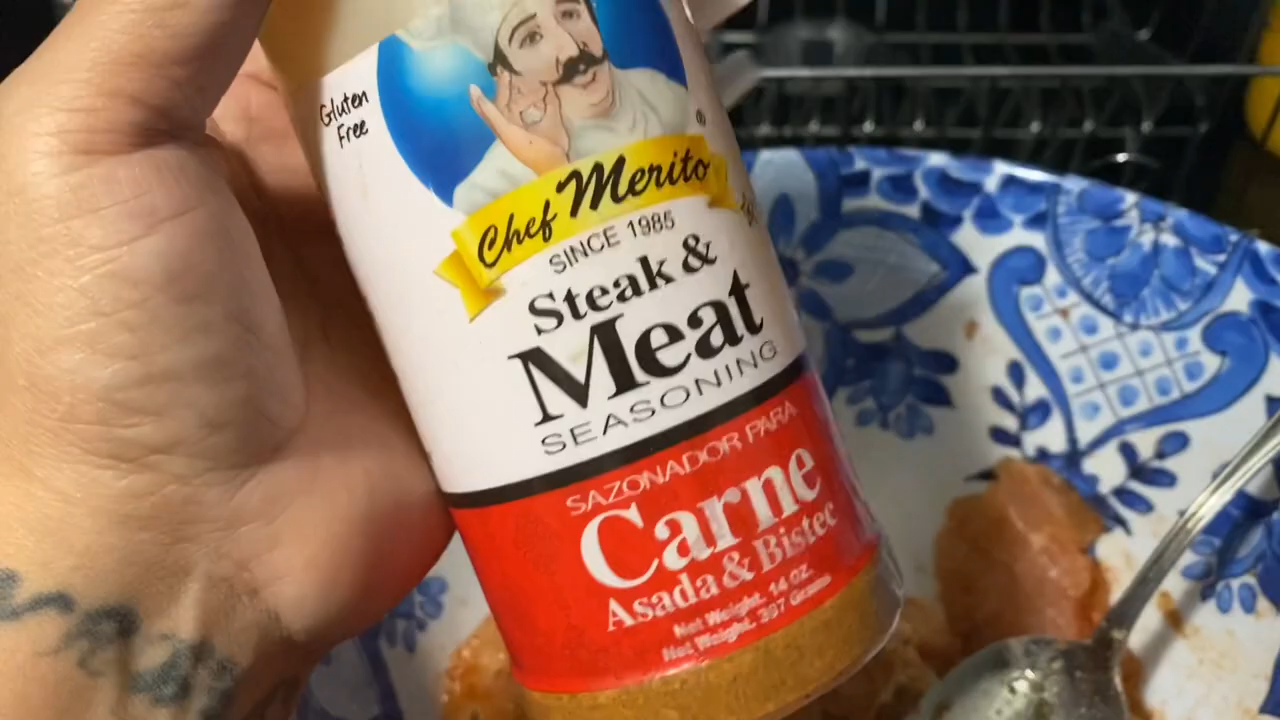 Gluten
Free
®
Chef Merito
SINCE 1985
Steak &
Meat
SEASONING
SAZONADOR PARA
Carne
Asada & Bistec
Net Weight. 14 oz.
Net Weight. 397 Grams